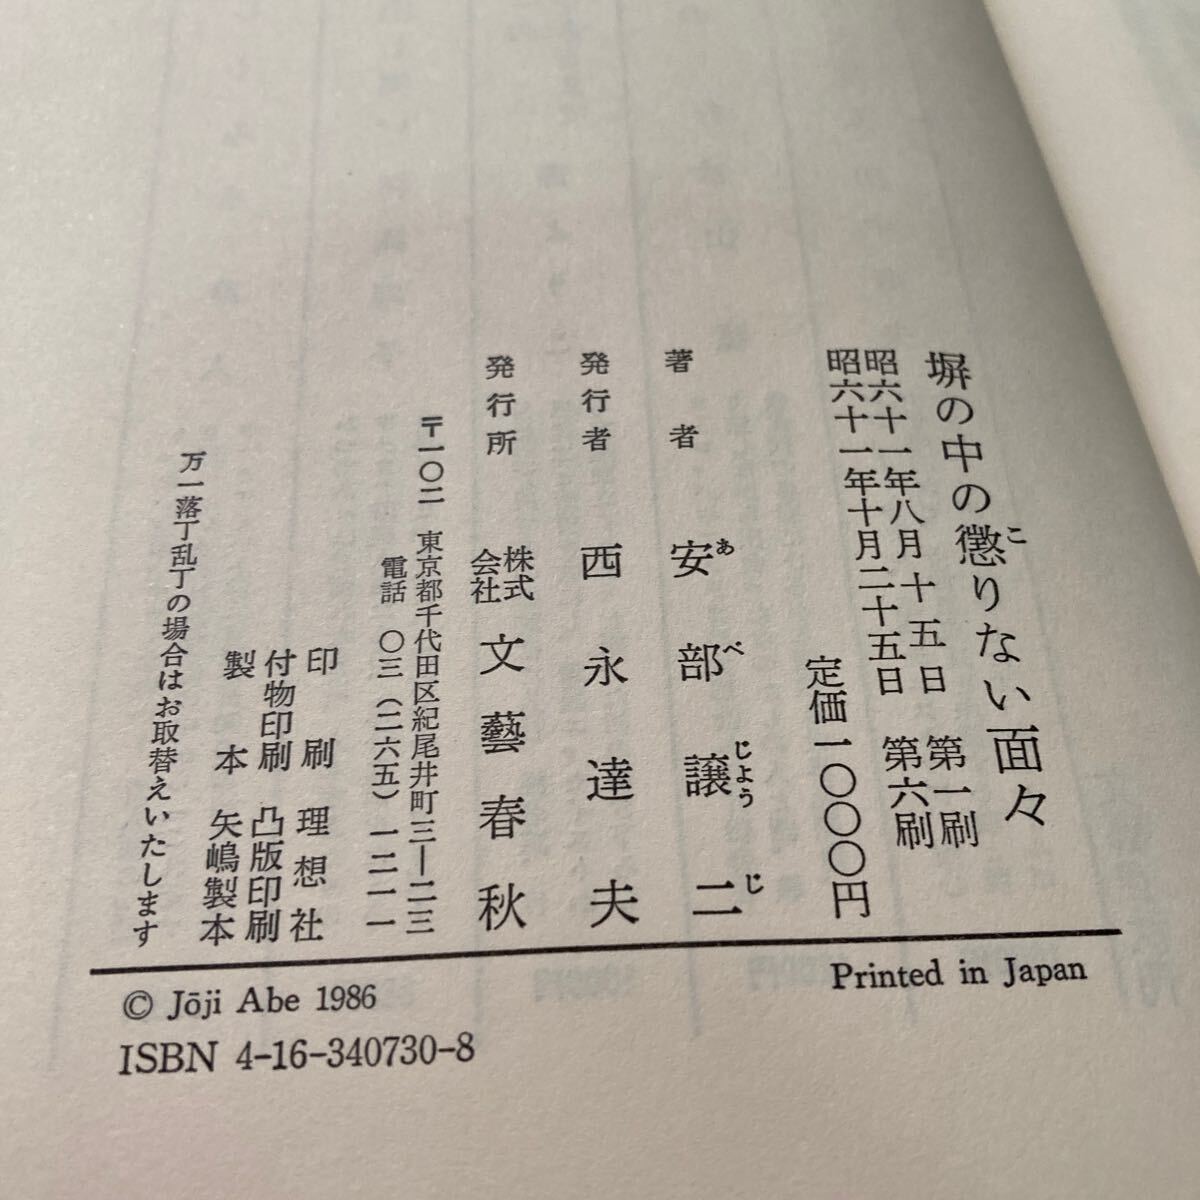 塀の中の懲りない面々
こ
昭六十一年八月十五日 第一刷
昭六十一年十月二十五日 第六刷
定価一〇〇〇円
著者 安部譲二
あべじょうじ
発行者 西永達夫
発行所 株式会社 文藝春秋
〒一〇二 東京都千代田区紀尾井町三―二三
電話 〇三(二六五)一二一一
印刷 理想社
付物印刷 凸版印刷
製本 矢嶋製本
万一落丁乱丁の場合はお取替えいたします
Printed in Japan
© Jōji Abe 1986
ISBN 4-16-340730-8